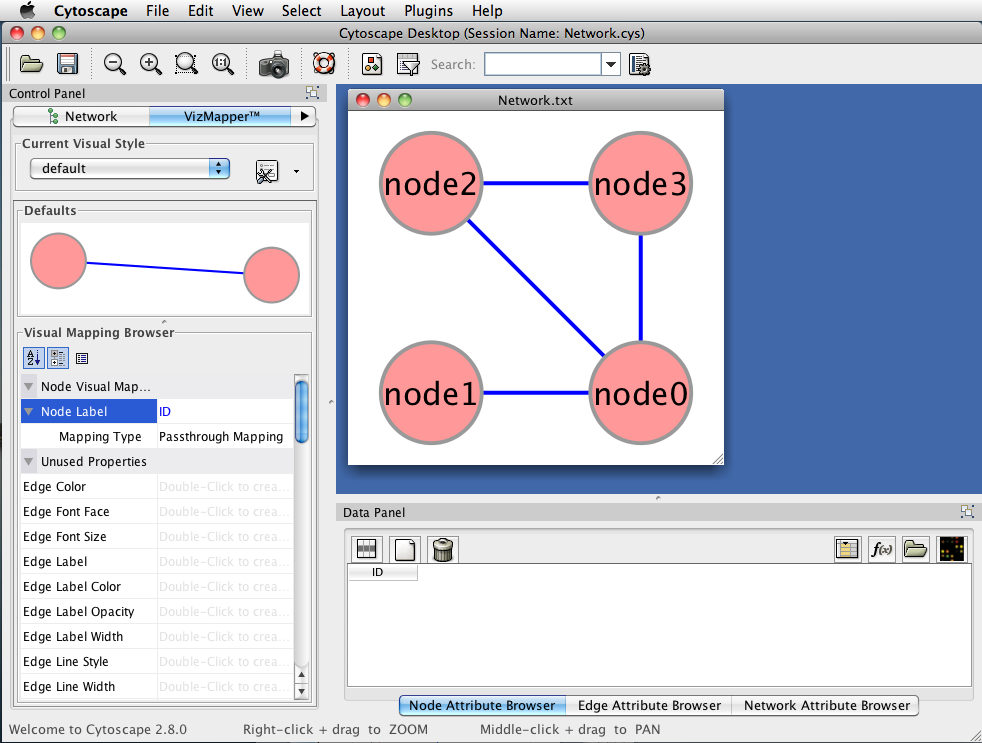 Cytoscape File Edit View Select Layout Plugins Help
Cytoscape Desktop (Session Name: Network.cys)
1:1 Search:
Control Panel
Network VizMapper™
Current Visual Style
default
Defaults
Visual Mapping Browser
A Z
Node Visual Map...
Node Label ID
Mapping Type Passthrough Mapping
Unused Properties
Edge Color Double-Click to crea...
Edge Font Face Double-Click to crea...
Edge Font Size Double-Click to crea...
Edge Label Double-Click to crea...
Edge Label Color Double-Click to crea...
Edge Label Opacity Double-Click to crea...
Edge Label Width Double-Click to crea...
Edge Line Style Double-Click to crea...
Edge Line Width Double-Click to crea...
Network.txt
node2 node3
node1 node0
Data Panel
f(x)
ID
Node Attribute Browser Edge Attribute Browser Network Attribute Browser
Welcome to Cytoscape 2.8.0 Right-click + drag to ZOOM Middle-click + drag to PAN